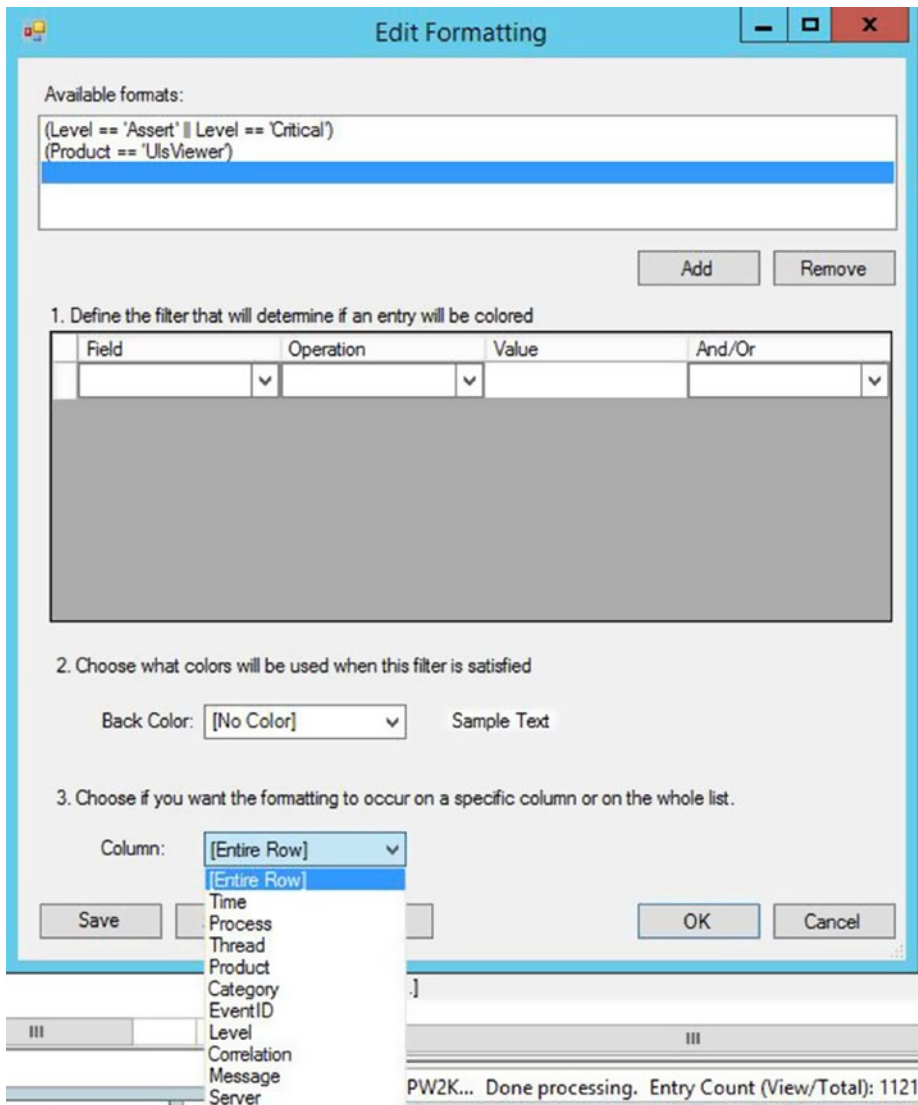 Edit Formatting
Available formats:
(Level == 'Assert' || Level == 'Critical')
(Product == 'UlsViewer')
Add Remove
1. Define the filter that will determine if an entry will be colored
Field Operation Value And/Or
2. Choose what colors will be used when this filter is satisfied
Back Color: [No Color] Sample Text
3. Choose if you want the formatting to occur on a specific column or on the whole list.
Column: [Entire Row]
[Entire Row]
Time
Save Process OK Cancel
Thread
Product
Category .]
EventID
Level
Correlation
Message
Server PW2K... Done processing. Entry Count (View/Total): 1121